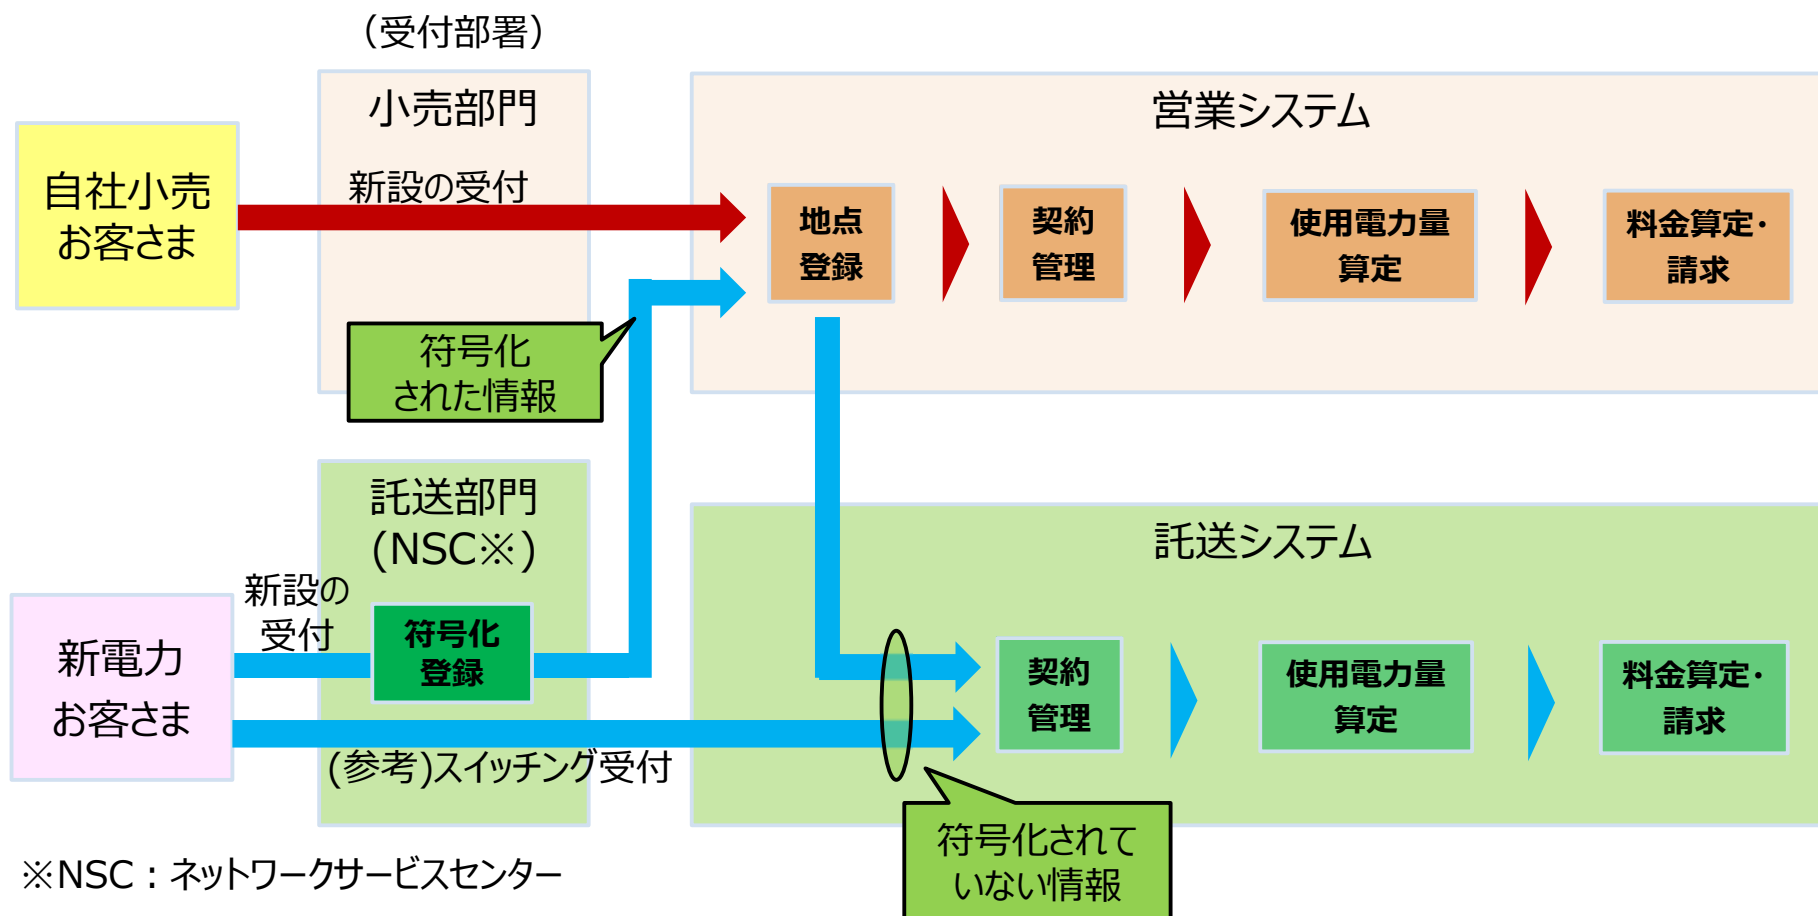 （受付部署）
小売部門
営業システム
自社小売
お客さま
新設の受付
地点
登録
契約
管理
使用電力量
算定
料金算定・
請求
符号化
された情報
託送部門
(NSC※)
託送システム
新設の
受付
新電力
お客さま
符号化
登録
契約
管理
使用電力量
算定
料金算定・
請求
(参考)スイッチング受付
符号化されて
いない情報
※NSC：ネットワークサービスセンター